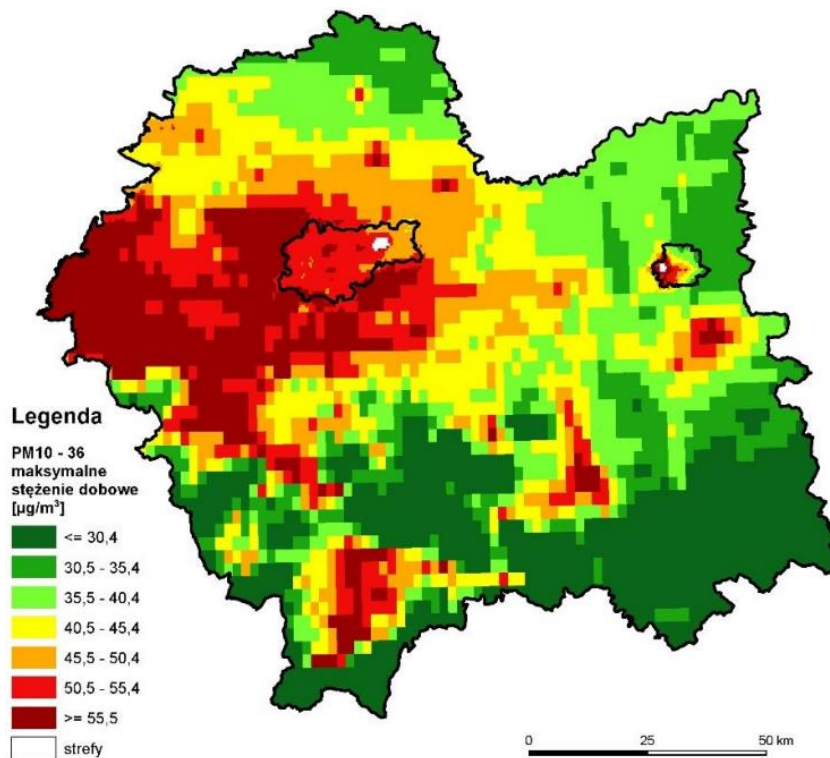 Legenda
PM10 - 36
maksymalne
stężenie dobowe
[µg/m³]
<= 30,4
30,5 - 35,4
35,5 - 40,4
40,5 - 45,4
45,5 - 50,4
50,5 - 55,4
>= 55,5
strefy
0 25 50 km